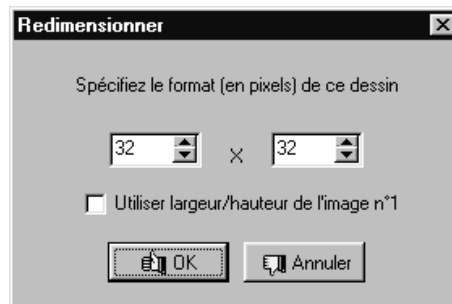 Redimensionner
Spécifiez le format (en pixels) de ce dessin
32 X 32
Utiliser largeur/hauteur de l'image n°1
OK Annuler